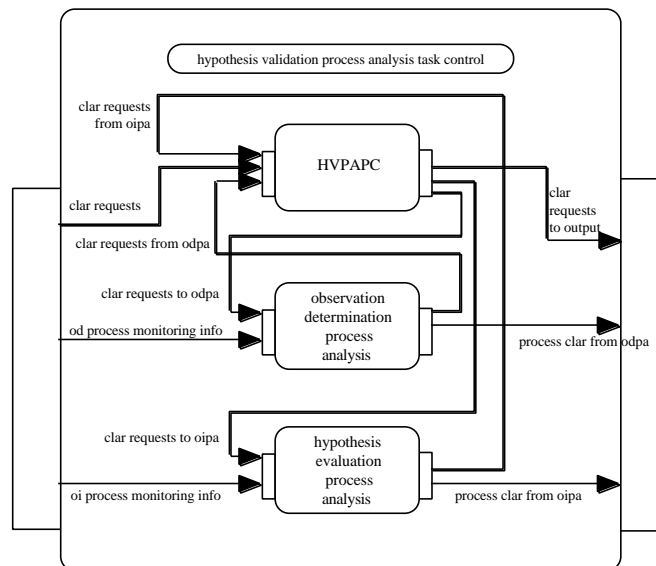 hypothesis validation process analysis task control
clar requests
from oipa
HVPAPC
clar requests
clar
requests
to output
clar requests from odpa
clar requests to odpa
observation
determination
process
analysis
od process monitoring info
process clar from odpa
clar requests to oipa
hypothesis
evaluation
process
analysis
oi process monitoring info
process clar from oipa